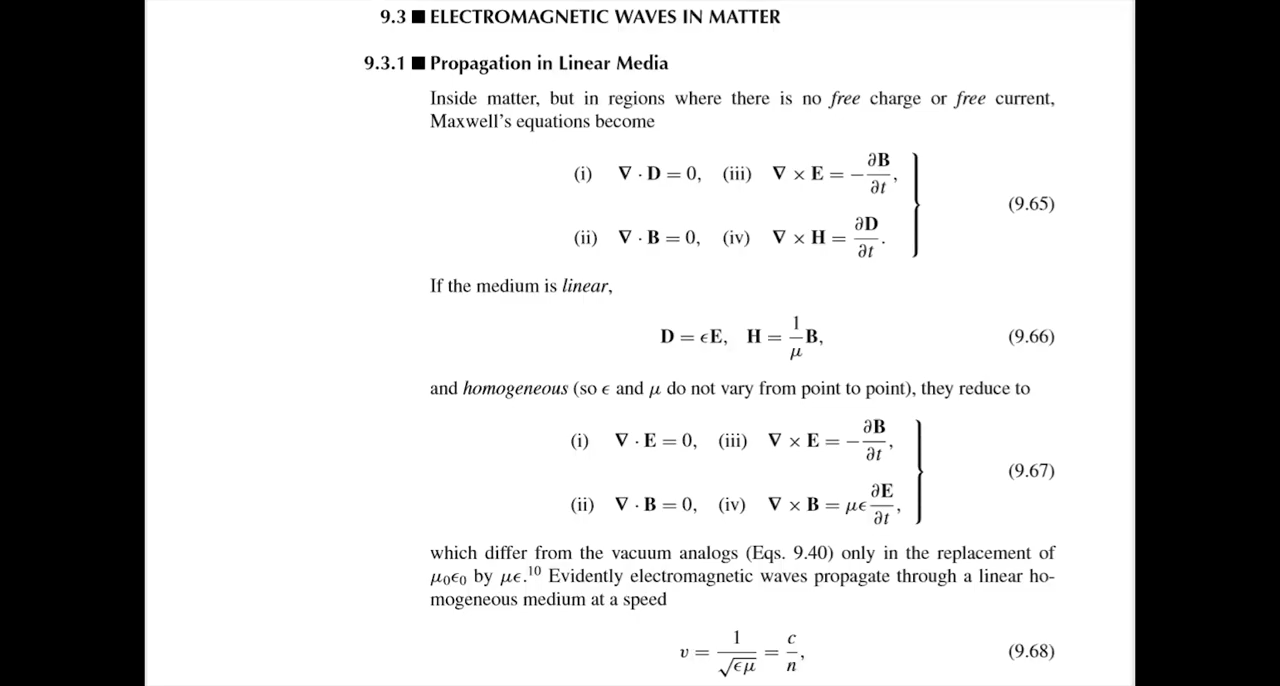 9.3 ■ ELECTROMAGNETIC WAVES IN MATTER
9.3.1 ■ Propagation in Linear Media
Inside matter, but in regions where there is no free charge or free current,
Maxwell's equations become
(i) ∇ · D = 0, (iii) ∇ × E = −∂B/∂t,
(ii) ∇ · B = 0, (iv) ∇ × H = ∂D/∂t.
(9.65)
If the medium is linear,
D = ϵE, H = 1/μ B, (9.66)
and homogeneous (so ϵ and μ do not vary from point to point), they reduce to
(i) ∇ · E = 0, (iii) ∇ × E = −∂B/∂t,
(ii) ∇ · B = 0, (iv) ∇ × B = μϵ ∂E/∂t,
(9.67)
which differ from the vacuum analogs (Eqs. 9.40) only in the replacement of
μ₀ϵ₀ by μϵ.¹⁰ Evidently electromagnetic waves propagate through a linear ho-
mogeneous medium at a speed
v = 1/√ϵμ = c/n, (9.68)